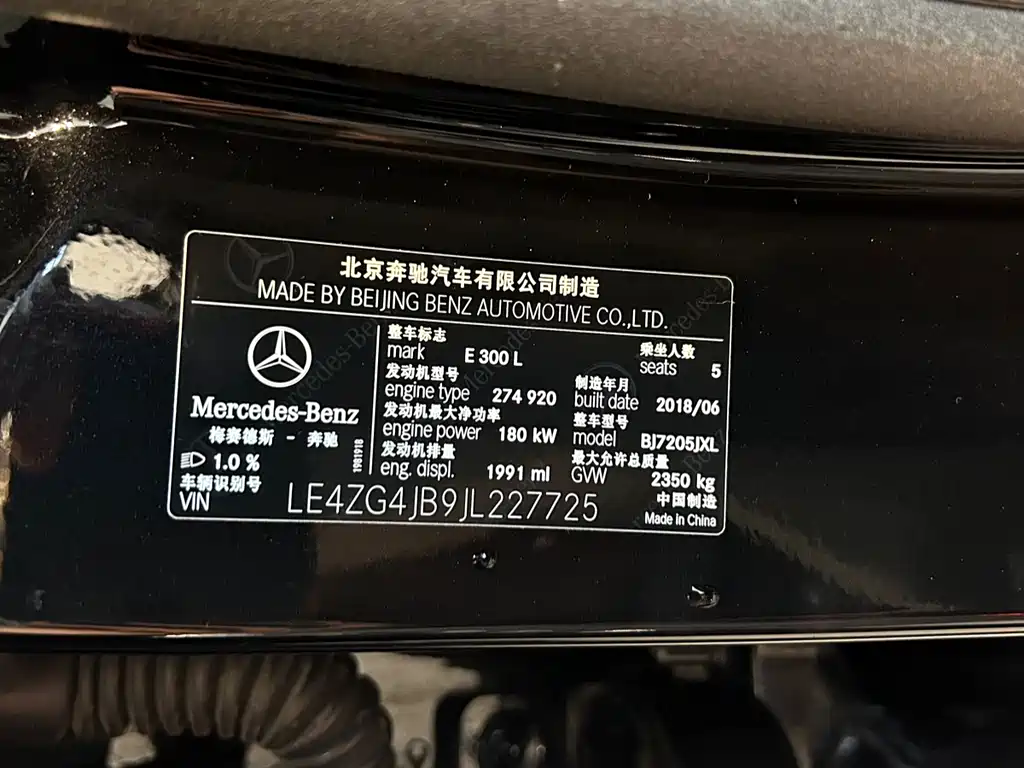 北京奔驰汽车有限公司制造
MADE BY BEIJING BENZ AUTOMOTIVE CO.,LTD.
Mercedes-Benz
梅赛德斯 - 奔驰
1.0 %
1981918
整车标志
mark E 300 L
乘坐人数
seats 5
发动机型号
engine type 274 920
制造年月
built date 2018/06
发动机最大净功率
engine power 180 kW
整车型号
model BJ7205JXL
发动机排量
eng. displ. 1991 ml
最大允许总质量
GVW 2350 kg
车辆识别号
VIN LE4ZG4JB9JL227725
中国制造
Made in China